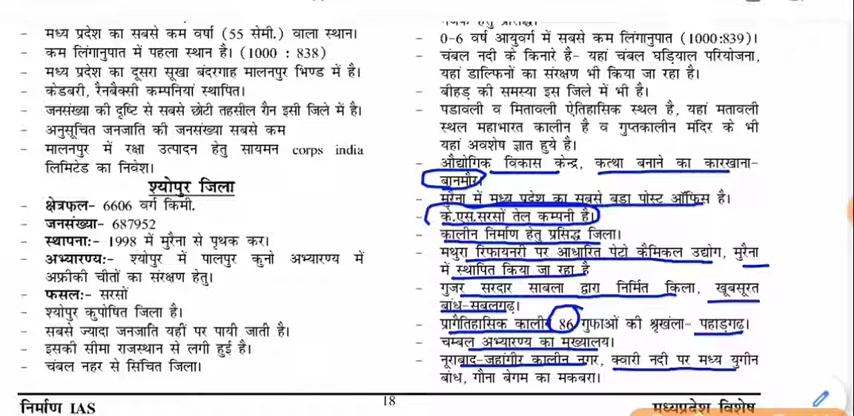 - मध्य प्रदेश का सबसे कम वर्षा (55 सेमी.) वाला स्थान।
- कम लिंगानुपात में पहला स्थान है। (1000 : 838)
- मध्य प्रदेश का दूसरा सूखा बंदरगाह मालनपुर भिण्ड में है।
- केडबरी, रैनबैक्सी कम्पनियां स्थापित।
- जनसंख्या की दृष्टि से सबसे छोटी तहसील रौन इसी जिले में है।
- अनुसूचित जनजाति की जनसंख्या सबसे कम
- मालनपुर में रक्षा उत्पादन हेतु सायमन corps india
लिमिटेड का निवेश।
श्योपुर जिला
- क्षेत्रफल:- 6606 वर्ग किमी.
- जनसंख्या:- 687952
- स्थापना:- 1998 में मुरैना से पृथक कर।
- अभ्यारण्य:- श्योपुर में पालपुर कुनो अभ्यारण्य में
अफ्रीकी चीतों का संरक्षण हेतु।
- फसल:- सरसों
- श्योपुर कुपोषित जिला है।
- सबसे ज्यादा जनजाति यहीं पर पायी जाती है।
- इसकी सीमा राजस्थान से लगी हुई है।
- चंबल नहर से सिंचित जिला।
- 0-6 वर्ष आयुवर्ग में सबसे कम लिंगानुपात (1000:839)।
- चंबल नदी के किनारे है- यहां चंबल घड़ियाल परियोजना,
यहां डाल्फिनों का संरक्षण भी किया जा रहा है।
- बीहड़ की समस्या इस जिले में भी है।
- पडावली व मितावली ऐतिहासिक स्थल है, यहां मतावली
स्थल महाभारत कालीन है व गुप्तकालीन मंदिर के भी
यहां अवशेष ज्ञात हुये है।
- औद्योगिक विकास केन्द्र, कत्था बनाने का कारखाना-
बानमौर।
- मुरैना में मध्य प्रदेश का सबसे बडा पोस्ट ऑफिस है।
- के.एस.सरसों तेल कम्पनी है।
- कालीन निर्माण हेतु प्रसिद्ध जिला।
- मथुरा रिफायनरी पर आधारित पेटो कैमिकल उद्योग, मुरैना
में स्थापित किया जा रहा है
- गुजर सरदार साबला द्वारा निर्मित किला, खूबसूरत
बांध-सबलगढ़।
- प्रागैतिहासिक कालीन 86 गुफाओं की श्रृखंला- पहाड़गढ़।
- चम्बल अभ्यारण्य का मख्यालय।
- नूराबाद-जहांगीर कालीन नगर, क्वारी नदी पर मध्य युगीन
बांध, गौना बेगम का मकबरा।
निर्माण IAS
18
मध्यप्रदेश विशेष